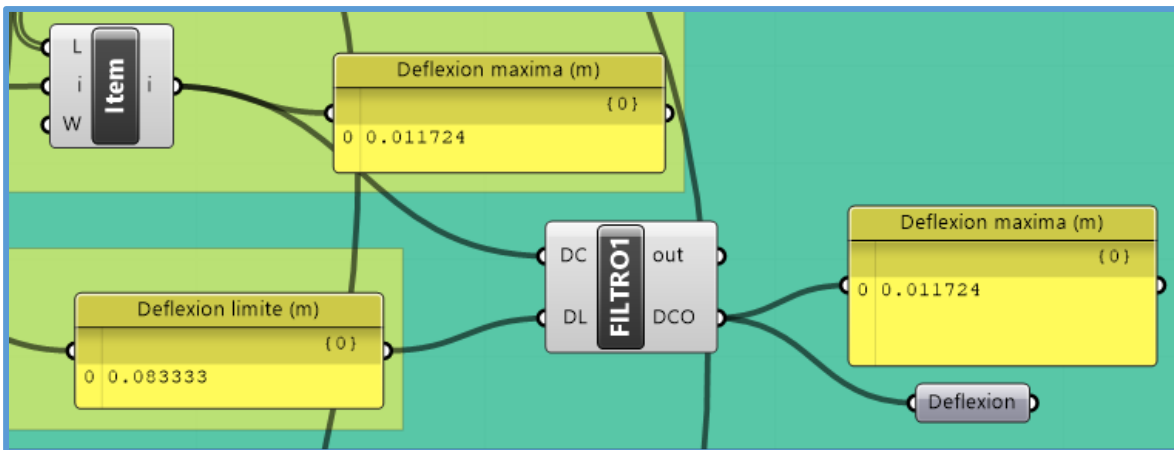 L
i
W
Item
i
Deflexion maxima (m)
{0}
0 0.011724
Deflexion limite (m)
{0}
0 0.083333
DC
DL
FILTRO1
out
DCO
Deflexion maxima (m)
{0}
0 0.011724
Deflexion